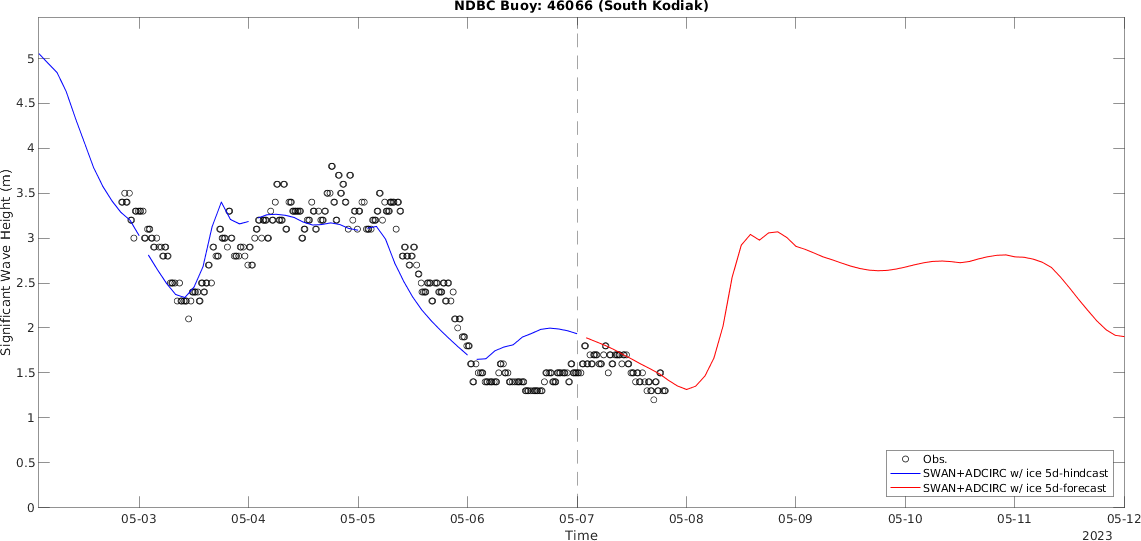 NDBC Buoy: 46066 (South Kodiak)
Significant Wave Height (m)
5
4.5
4
3.5
3
2.5
2
1.5
1
0.5
0
Obs.
SWAN+ADCIRC w/ ice 5d-hindcast
SWAN+ADCIRC w/ ice 5d-forecast
05-03 05-04 05-05 05-06 05-07 05-08 05-09 05-10 05-11 05-12
Time
2023